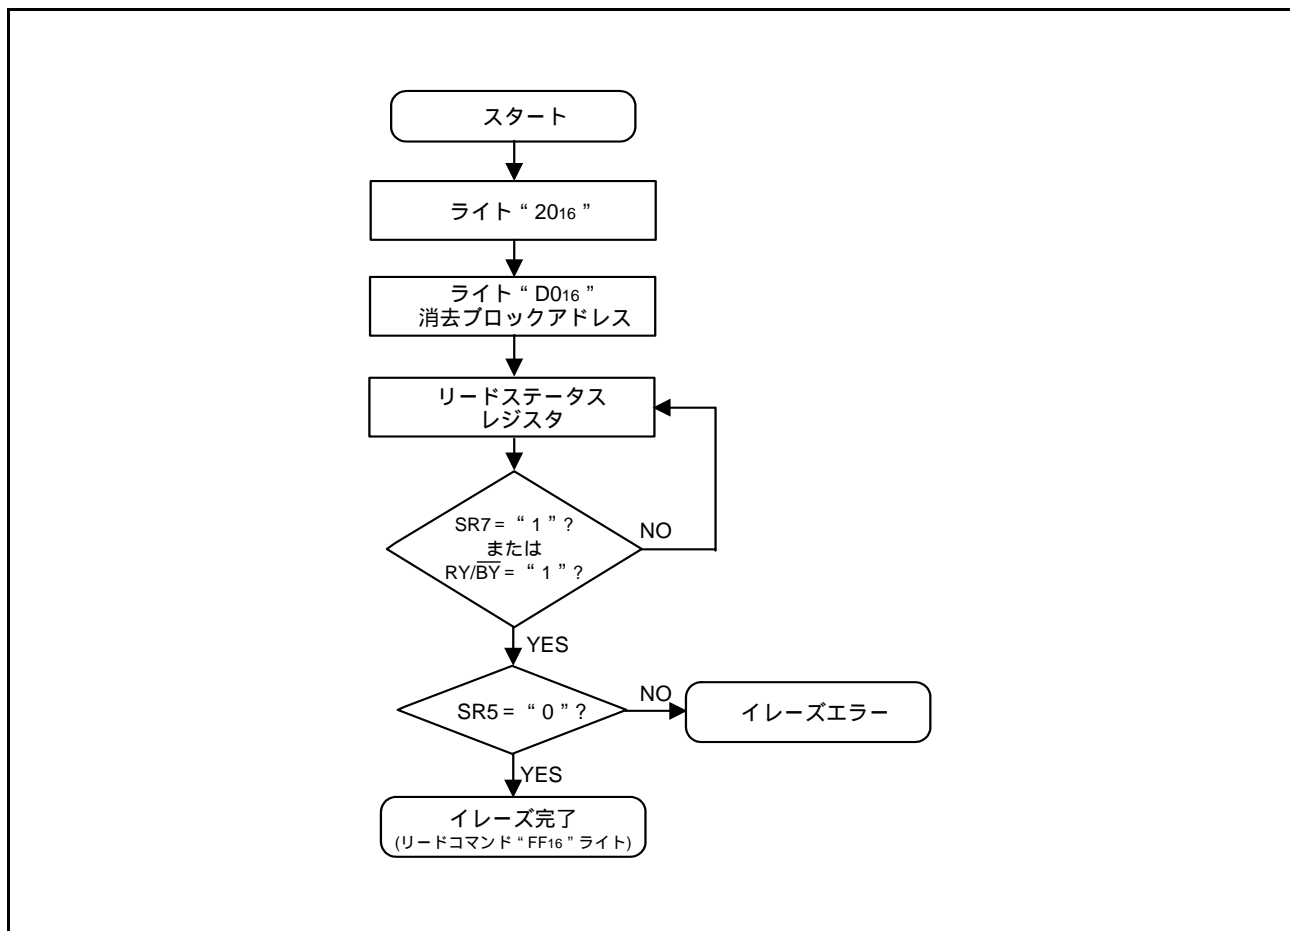 スタート
ライト“ 2016 ”
ライト“ D016 ”
消去ブロックアドレス
リードステータス
レジスタ
SR7 = “ 1 ” ?
または
RY/B̅Y̅ = “ 1 ” ?
NO
YES
SR5 = “ 0 ” ?
NO
イレーズエラー
YES
イレーズ完了
(リードコマンド“ FF16 ”ライト)